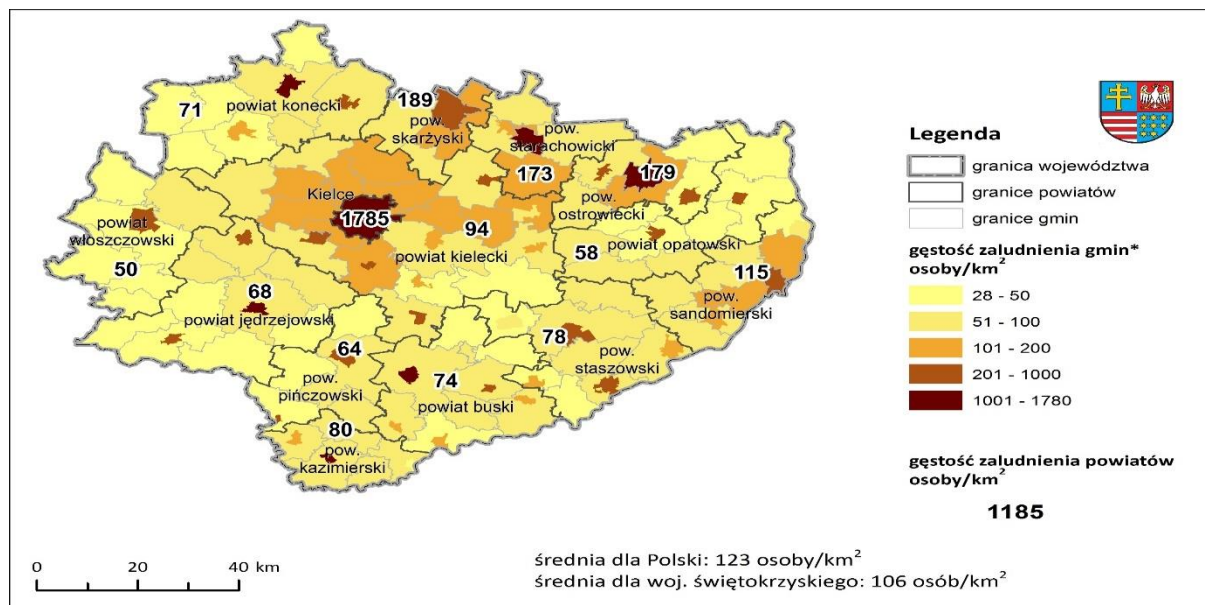 71
powiat konecki
189
pow.
skarżyski
pow.
starachowicki
173
179
pow.
ostrowiecki
Kielce
1785
94
powiat kielecki
powiat
włoszczowski
50
58
powiat opatowski
115
pow.
sandomierski
68
powiat jędrzejowski
78
pow.
staszowski
64
pow.
pińczowski
74
powiat buski
80
pow.
kazimierski
Legenda
granica województwa
granice powiatów
granice gmin
gęstość zaludnienia gmin*
osoby/km²
28 - 50
51 - 100
101 - 200
201 - 1000
1001 - 1780
gęstość zaludnienia powiatów
osoby/km²
1185
0 20 40 km
średnia dla Polski: 123 osoby/km²
średnia dla woj. świętokrzyskiego: 106 osób/km²